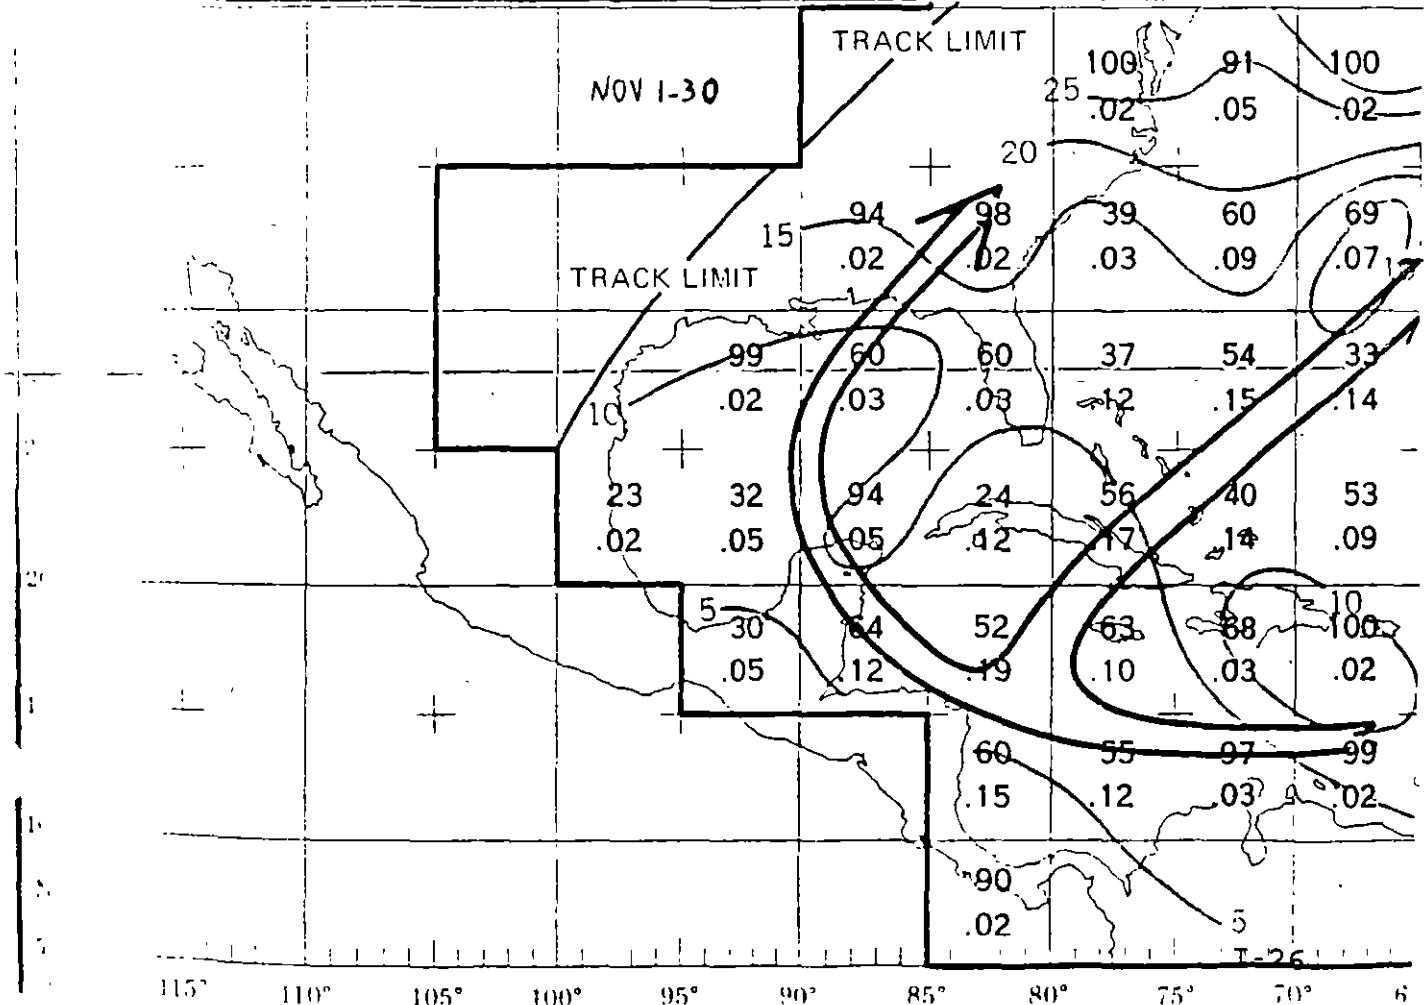 TRACK LIMIT
NOV 1-30
100 91 100
25
.02 .05 .02
20
94 98 39 60 69
15
.02 .02 .03 .09 .07
TRACK LIMIT
99 60 60 37 54 33
10
.02 .03 .03 .12 .15 .14
23 32 94 24 56 40 53
.02 .05 .05 .12 .17 .14 .09
5
10
30 64 52 63 68 100
.05 .12 .19 .10 .03 .02
60 55 97 99
.15 .12 .03 .02
90
.02
5
I-26
115° 110° 105° 100° 95° 90° 85° 80° 75° 70°